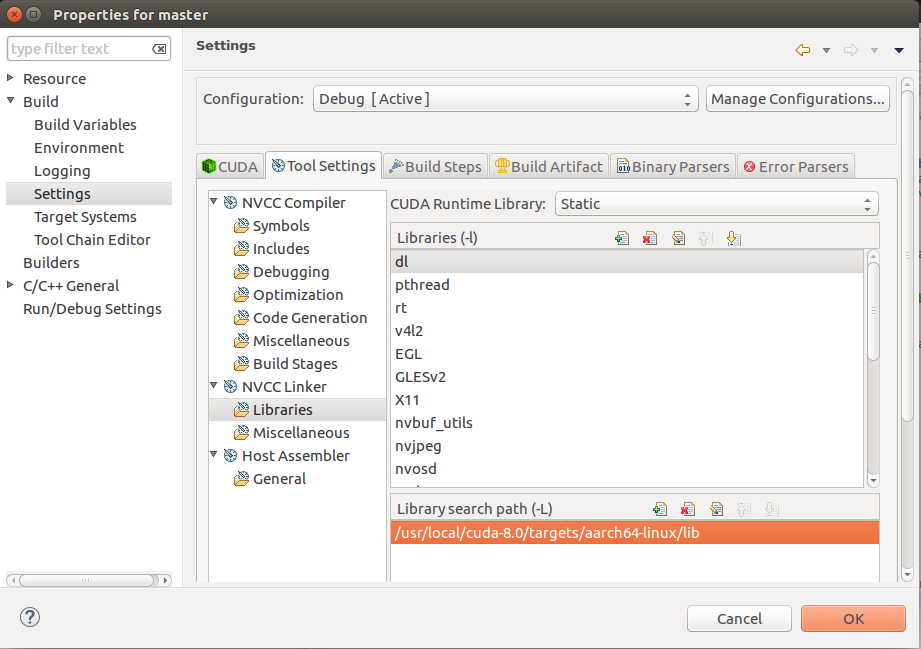 Properties for master
type filter text
Resource
Build
Build Variables
Environment
Logging
Settings
Target Systems
Tool Chain Editor
Builders
C/C++ General
Run/Debug Settings
Settings
Configuration:
Debug [ Active ]
Manage Configurations...
CUDA
Tool Settings
Build Steps
Build Artifact
Binary Parsers
Error Parsers
NVCC Compiler
Symbols
Includes
Debugging
Optimization
Code Generation
Miscellaneous
Build Stages
NVCC Linker
Libraries
Miscellaneous
Host Assembler
General
CUDA Runtime Library:
Static
Libraries (-l)
dl
pthread
rt
v4l2
EGL
GLESv2
X11
nvbuf_utils
nvjpeg
nvosd
Library search path (-L)
/usr/local/cuda-8.0/targets/aarch64-linux/lib
?
Cancel
OK